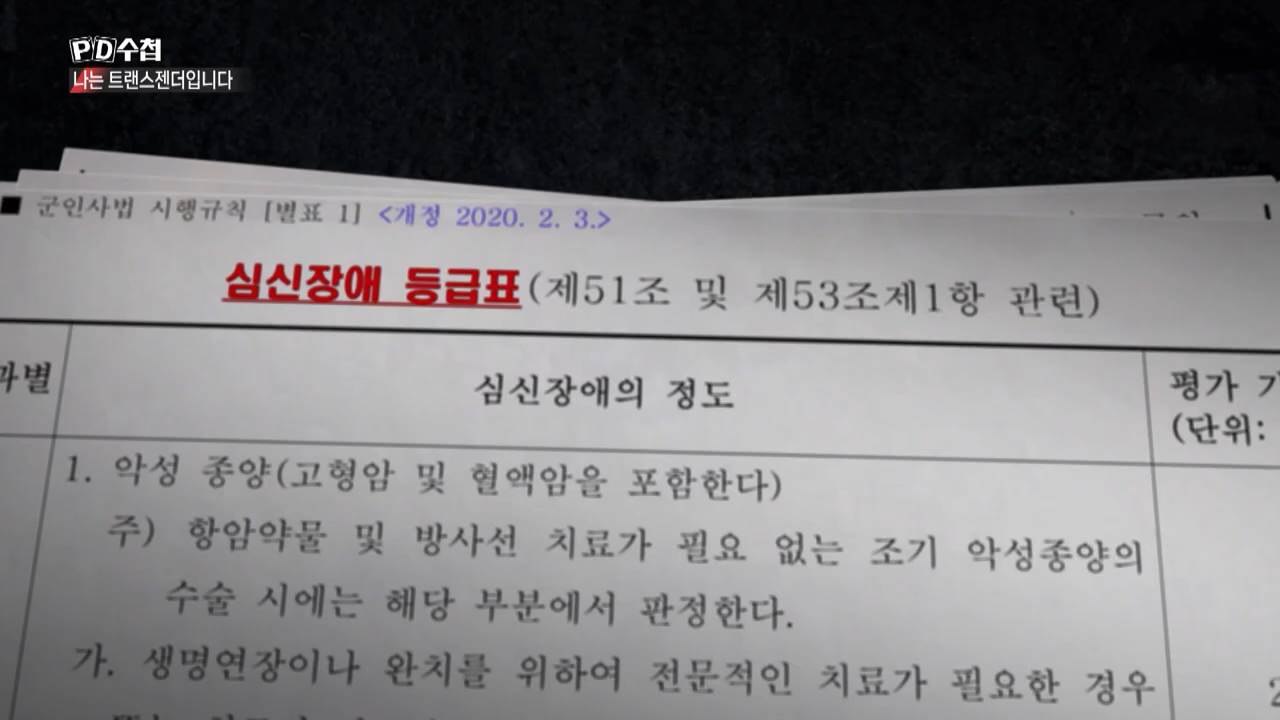 PD수첩
나는 트랜스젠더입니다
■ 군인사법 시행규칙 [별표 1] <개정 2020. 2. 3.>
심신장애 등급표(제51조 및 제53조제1항 관련)
과별 심신장애의 정도 평가
(단위:
1. 악성 종양(고형암 및 혈액암을 포함한다)
주) 항암약물 및 방사선 치료가 필요 없는 조기 악성종양의
수술 시에는 해당 부분에서 판정한다.
가. 생명연장이나 완치를 위하여 전문적인 치료가 필요한 경우